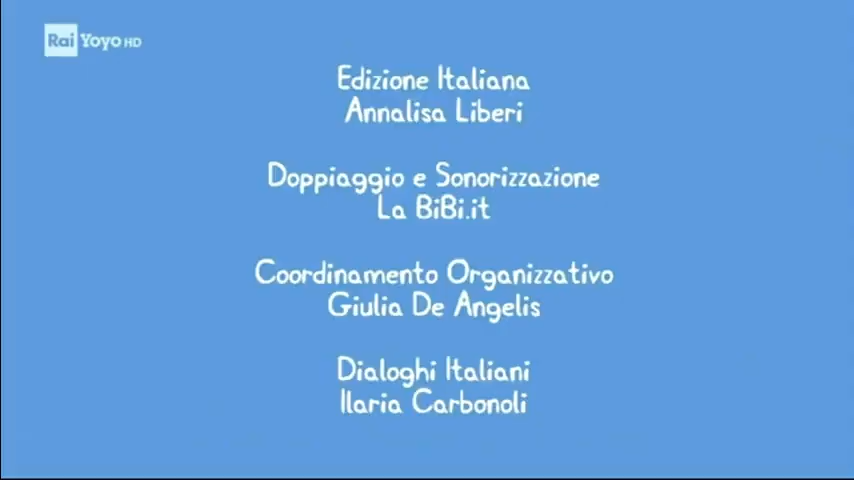 Rai Yoyo HD
Edizione Italiana
Annalisa Liberi
Doppiaggio e Sonorizzazione
La BiBi.it
Coordinamento Organizzativo
Giulia De Angelis
Dialoghi Italiani
Ilaria Carbonoli